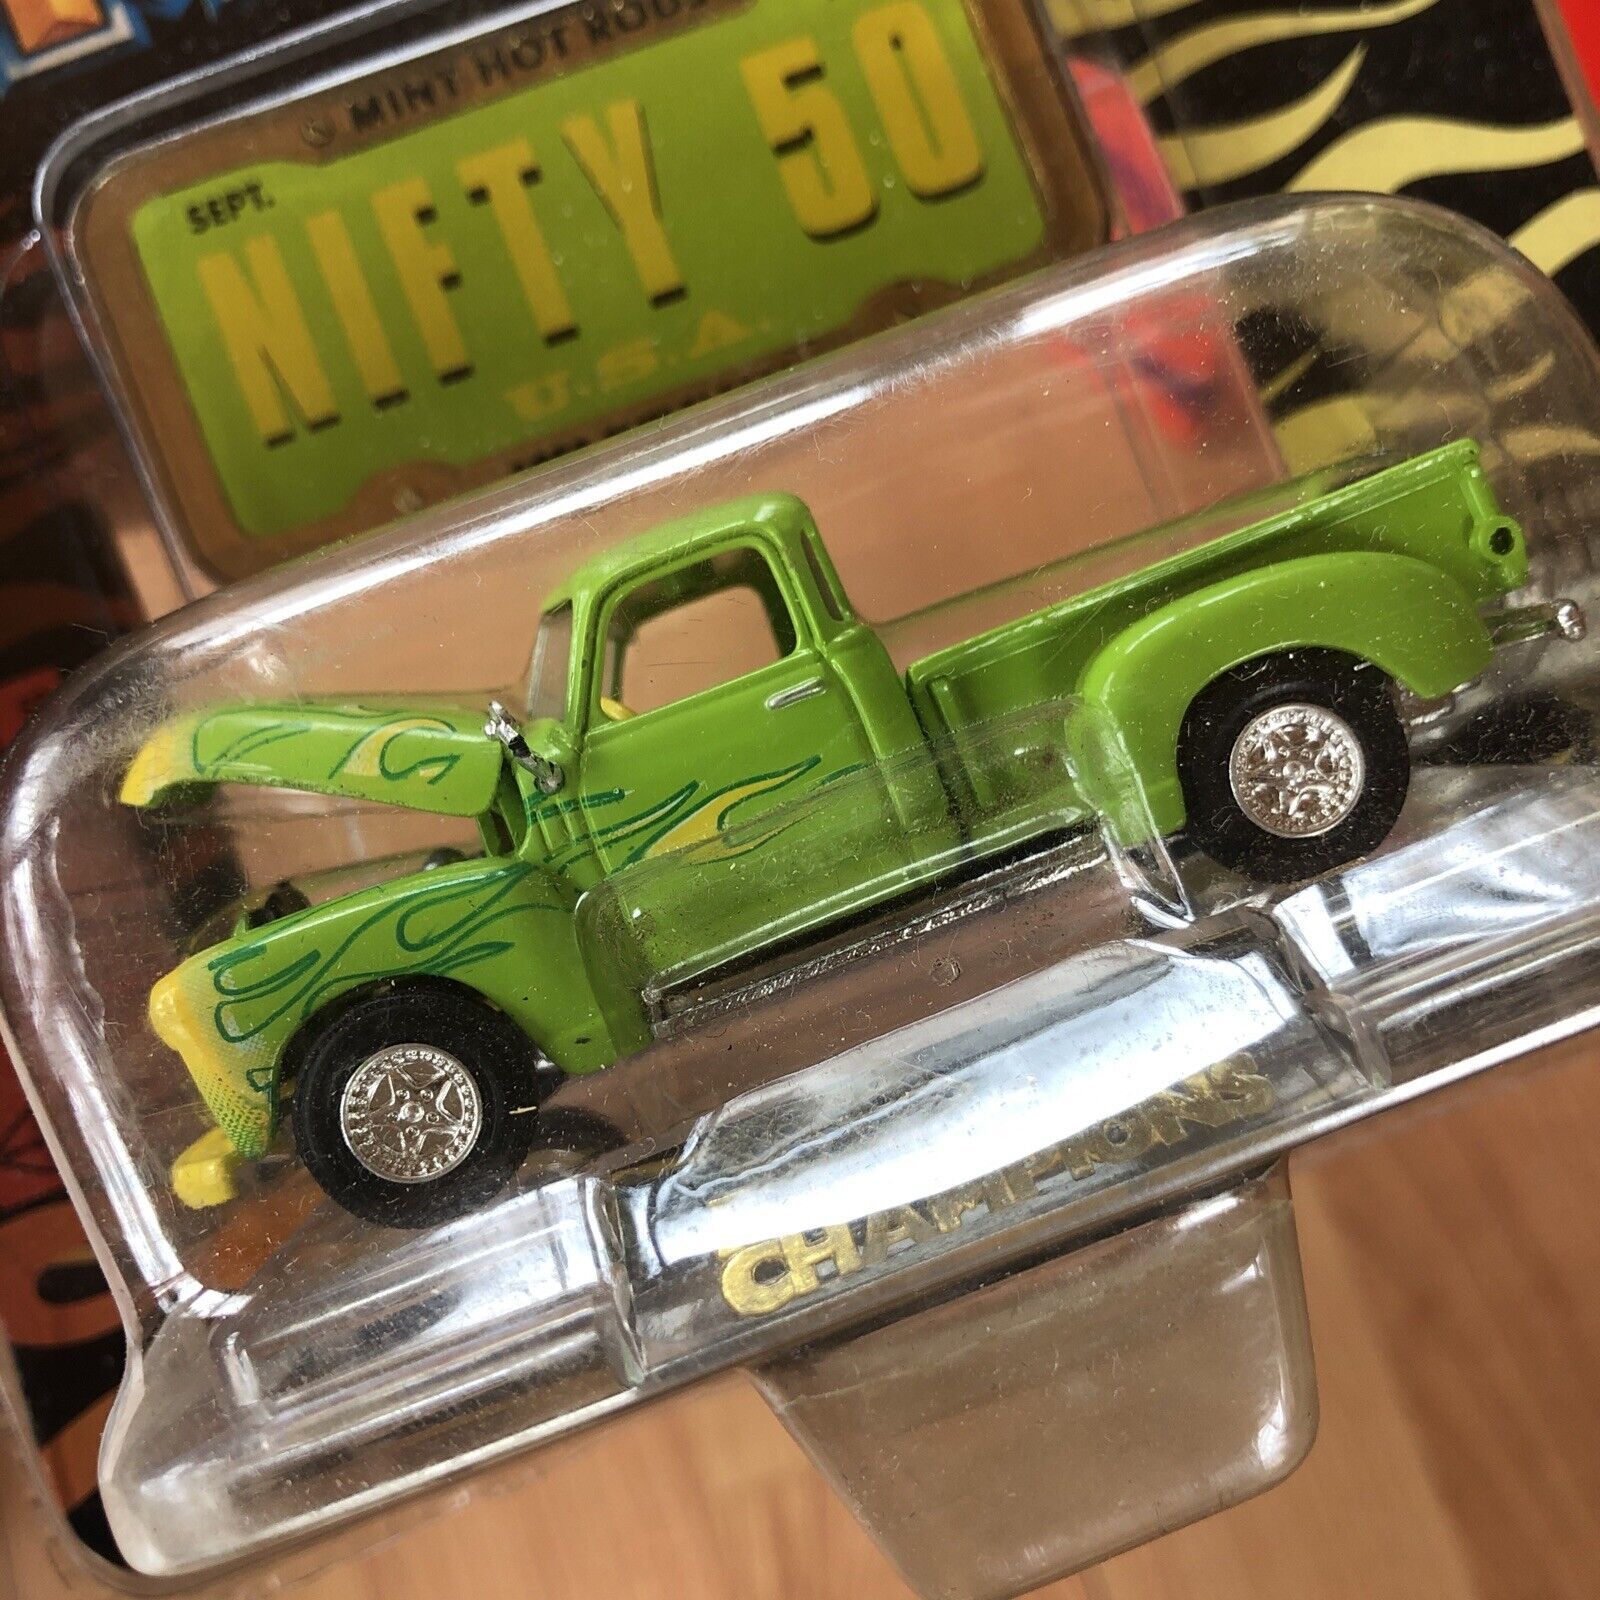 MINT HOT RODS
SEPT.
NIFTY 50
U.S.A.
CHAMPIONS